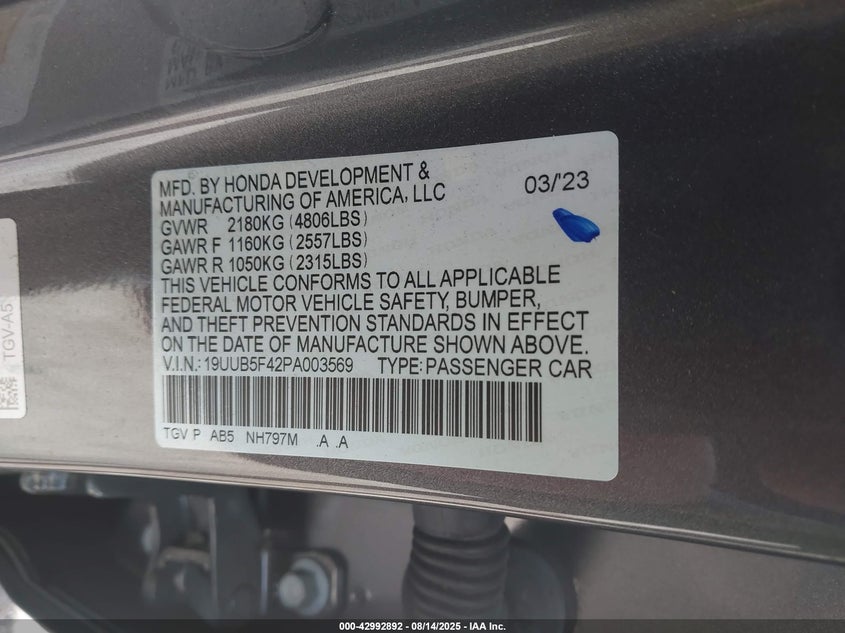 MFD. BY HONDA DEVELOPMENT &
MANUFACTURING OF AMERICA, LLC
03/'23
GVWR 2180KG (4806LBS)
GAWR F 1160KG (2557LBS)
GAWR R 1050KG (2315LBS)
THIS VEHICLE CONFORMS TO ALL APPLICABLE
FEDERAL MOTOR VEHICLE SAFETY, BUMPER,
AND THEFT PREVENTION STANDARDS IN EFFECT
ON THE DATE OF MANUFACTURE SHOWN ABOVE.
V.I.N.: 19UUB5F42PA003569 TYPE: PASSENGER CAR
TGV P AB5 NH797M .A .A
TGV-A5
000-42992892 - 08/14/2025 - IAA Inc.